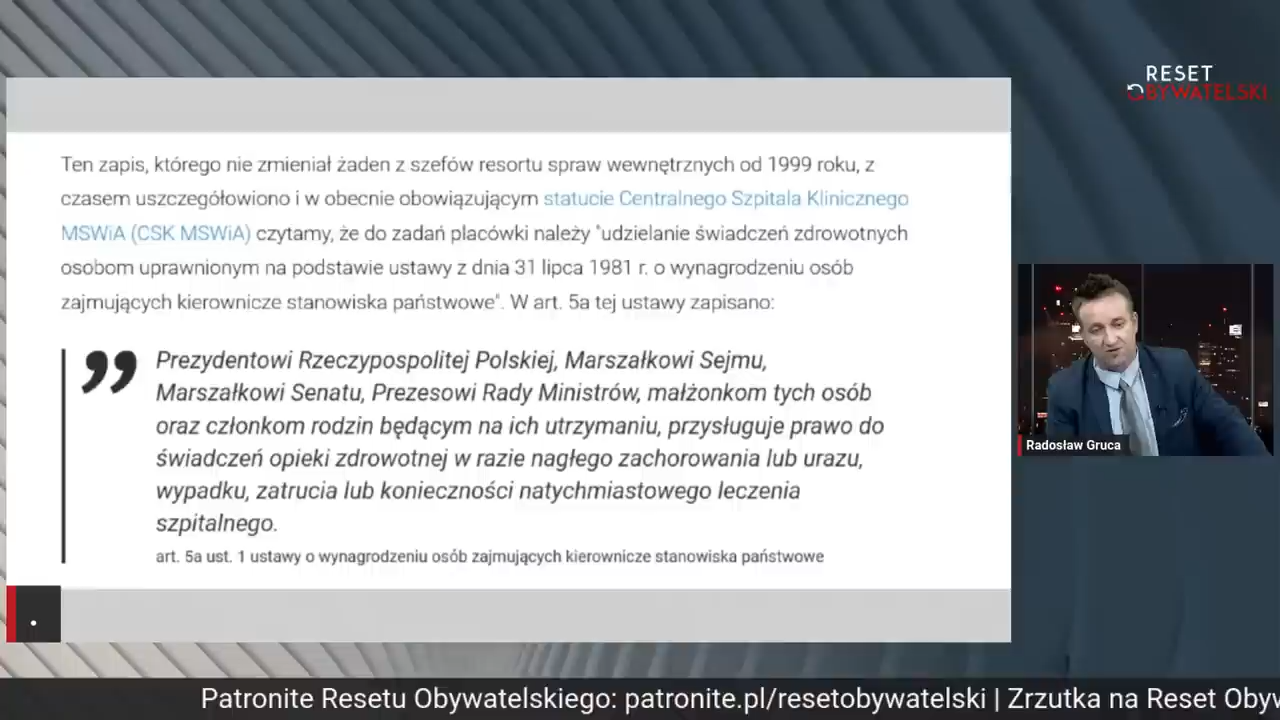 RESET
OBYWATELSKI
Ten zapis, którego nie zmieniał żaden z szefów resortu spraw wewnętrznych od 1999 roku, z
czasem uszczegółowiono i w obecnie obowiązującym statucie Centralnego Szpitala Klinicznego
MSWiA (CSK MSWiA) czytamy, że do zadań placówki należy "udzielanie świadczeń zdrowotnych
osobom uprawnionym na podstawie ustawy z dnia 31 lipca 1981 r. o wynagrodzeniu osób
zajmujących kierownicze stanowiska państwowe". W art. 5a tej ustawy zapisano:
” Prezydentowi Rzeczypospolitej Polskiej, Marszałkowi Sejmu,
Marszałkowi Senatu, Prezesowi Rady Ministrów, małżonkom tych osób
oraz członkom rodzin będącym na ich utrzymaniu, przysługuje prawo do
świadczeń opieki zdrowotnej w razie nagłego zachorowania lub urazu,
wypadku, zatrucia lub konieczności natychmiastowego leczenia
szpitalnego.
art. 5a ust. 1 ustawy o wynagrodzeniu osób zajmujących kierownicze stanowiska państwowe
Radosław Gruca
.
Patronite Resetu Obywatelskiego: patronite.pl/resetobywatelski | Zrzutka na Reset Obyw